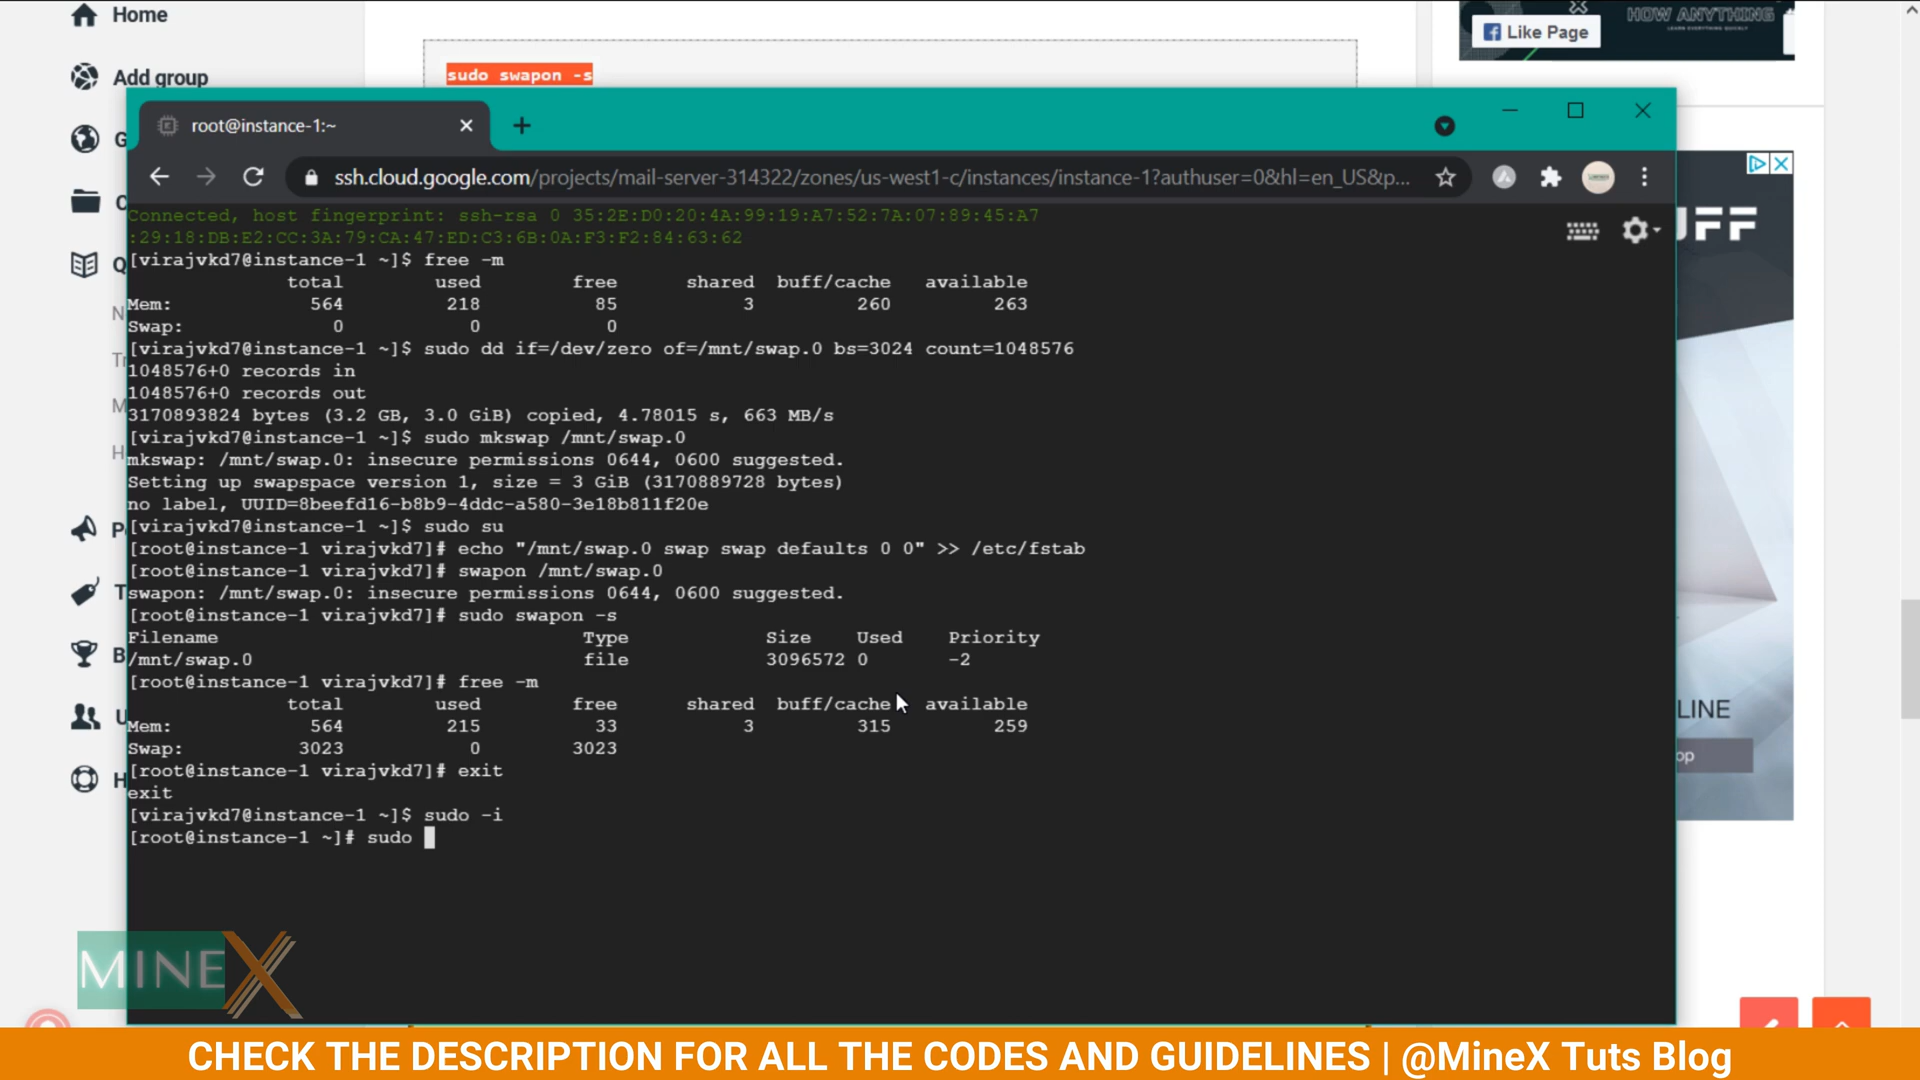 Home
Add group
sudo swapon -s
HOW ANYTHING
LEARN EVERYTHING QUICKLY
Like Page
root@instance-1:~
ssh.cloud.google.com/projects/mail-server-314322/zones/us-west1-c/instances/instance-1?authuser=0&hl=en_US&p...
Connected, host fingerprint: ssh-rsa 0 35:2E:D0:20:4A:99:19:A7:52:7A:07:89:45:A7
:29:18:DB:E2:CC:3A:79:CA:47:ED:C3:6B:0A:F3:F2:84:63:62
[virajvkd7@instance-1 ~]$ free -m
total used free shared buff/cache available
Mem: 564 218 85 3 260 263
Swap: 0 0 0
[virajvkd7@instance-1 ~]$ sudo dd if=/dev/zero of=/mnt/swap.0 bs=3024 count=1048576
1048576+0 records in
1048576+0 records out
3170893824 bytes (3.2 GB, 3.0 GiB) copied, 4.78015 s, 663 MB/s
[virajvkd7@instance-1 ~]$ sudo mkswap /mnt/swap.0
mkswap: /mnt/swap.0: insecure permissions 0644, 0600 suggested.
Setting up swapspace version 1, size = 3 GiB (3170889728 bytes)
no label, UUID=8beefd16-b8b9-4ddc-a580-3e18b811f20e
[virajvkd7@instance-1 ~]$ sudo su
[root@instance-1 virajvkd7]# echo "/mnt/swap.0 swap swap defaults 0 0" >> /etc/fstab
[root@instance-1 virajvkd7]# swapon /mnt/swap.0
swapon: /mnt/swap.0: insecure permissions 0644, 0600 suggested.
[root@instance-1 virajvkd7]# sudo swapon -s
Filename Type Size Used Priority
/mnt/swap.0 file 3096572 0 -2
[root@instance-1 virajvkd7]# free -m
total used free shared buff/cache available
Mem: 564 215 33 3 315 259
Swap: 3023 0 3023
[root@instance-1 virajvkd7]# exit
exit
[virajvkd7@instance-1 ~]$ sudo -i
[root@instance-1 ~]# sudo
UFF
LINE
op
MINEX
CHECK THE DESCRIPTION FOR ALL THE CODES AND GUIDELINES | @MineX Tuts Blog